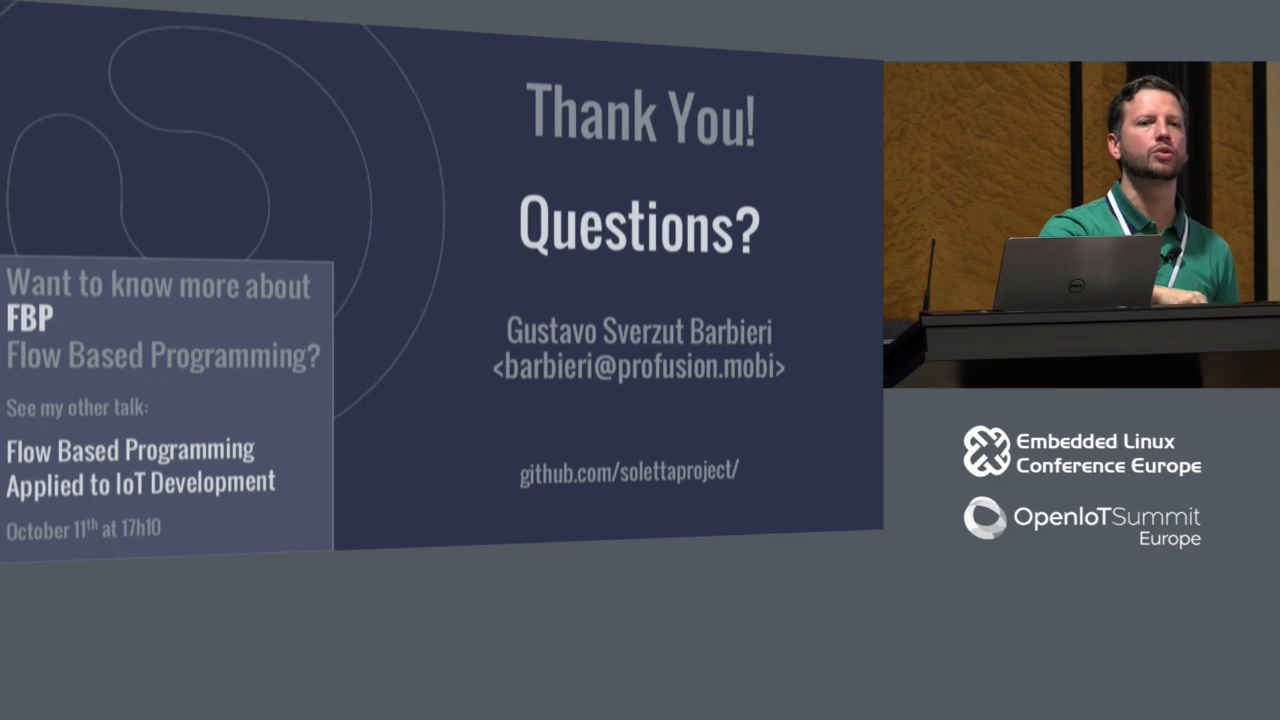 Thank You!
Questions?
Gustavo Sverzut Barbieri
<barbieri@profusion.mobi>
github.com/solettaproject/
Want to know more about
FBP
Flow Based Programming?
See my other talk:
Flow Based Programming
Applied to IoT Development
October 11th at 17h10
DELL
Embedded Linux
Conference Europe
OpenIoTSummit
Europe